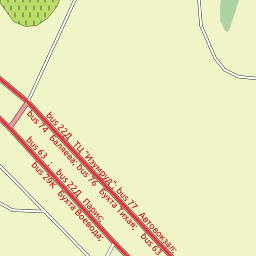 bus 22Д   ТЦ "Изумруд"; bus 77   Автовокзал;
bus 74   Баляева; bus 76   Бухта Тихая;   bus 63
bus 63   ; bus 22Д   Парис;
bus 29К   Бухта Воевода;